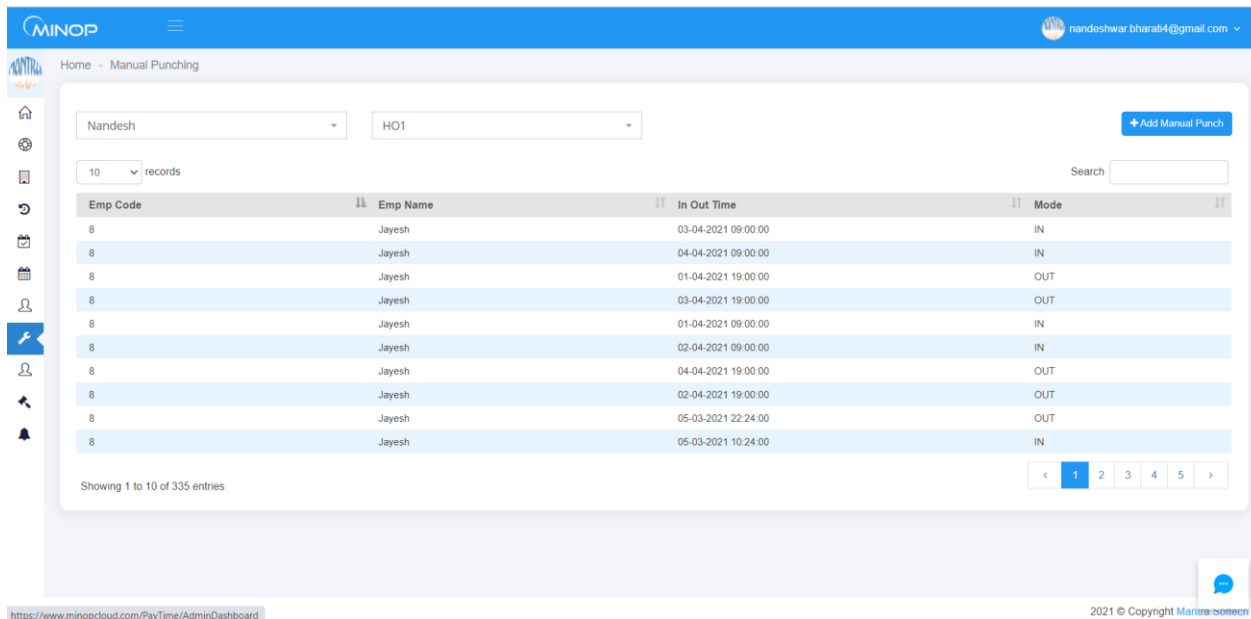 MINOP
nandeshwar.bharati4@gmail.com
MANTRA
Home Manual Punching
Nandesh HO1 Add Manual Punch
10 records Search
Emp Code Emp Name In Out Time Mode
8 Jayesh 03-04-2021 09:00:00 IN
8 Jayesh 04-04-2021 09:00:00 IN
8 Jayesh 01-04-2021 19:00:00 OUT
8 Jayesh 03-04-2021 19:00:00 OUT
8 Jayesh 01-04-2021 09:00:00 IN
8 Jayesh 02-04-2021 09:00:00 IN
8 Jayesh 04-04-2021 19:00:00 OUT
8 Jayesh 02-04-2021 19:00:00 OUT
8 Jayesh 05-03-2021 22:24:00 OUT
8 Jayesh 05-03-2021 10:24:00 IN
< 1 2 3 4 5 >
Showing 1 to 10 of 335 entries
https://www.minopcloud.com/PayTime/AdminDashboard
2021 © Copyright Mantra Softech